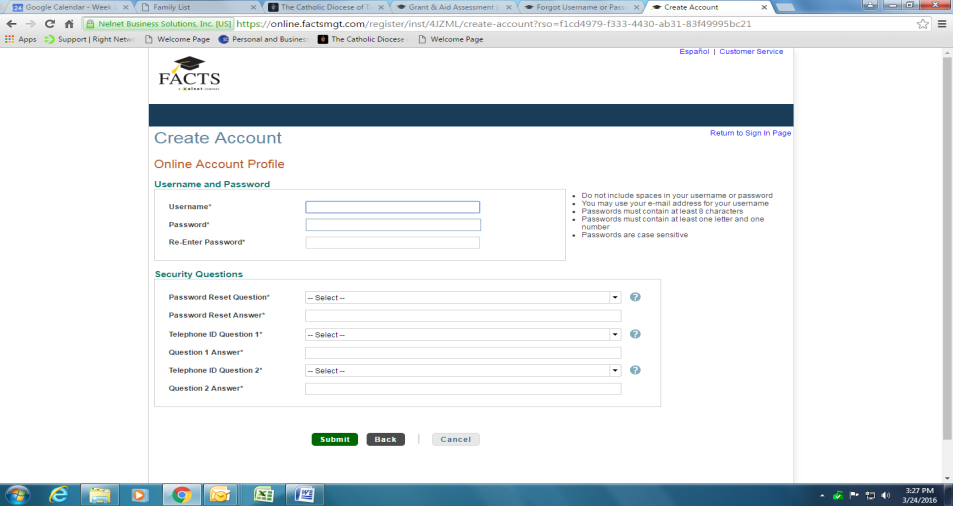 Google Calendar - Week
Family List
The Catholic Diocese of T
Grant & Aid Assessment |
Forgot Username or Pass
Create Account
Nelnet Business Solutions, Inc. [US] https://online.factsmgt.com/register/inst/4JZML/create-account?rso=f1cd4979-f333-4430-ab31-83f49995bc21
Apps
Support | Right Netw
Welcome Page
Personal and Busines
The Catholic Diocese
Welcome Page
Español | Customer Service
FACTS
a Nelnet company
Create Account
Return to Sign In Page
Online Account Profile
Username and Password
Username*
Password*
Re-Enter Password*
• Do not include spaces in your username or password
• You may use your e-mail address for your username
• Passwords must contain at least 8 characters
• Passwords must contain at least one letter and one
number
• Passwords are case sensitive
Security Questions
Password Reset Question*
-- Select --
Password Reset Answer*
Telephone ID Question 1*
-- Select --
Question 1 Answer*
Telephone ID Question 2*
-- Select --
Question 2 Answer*
Submit
Back
Cancel
3:27 PM
3/24/2016